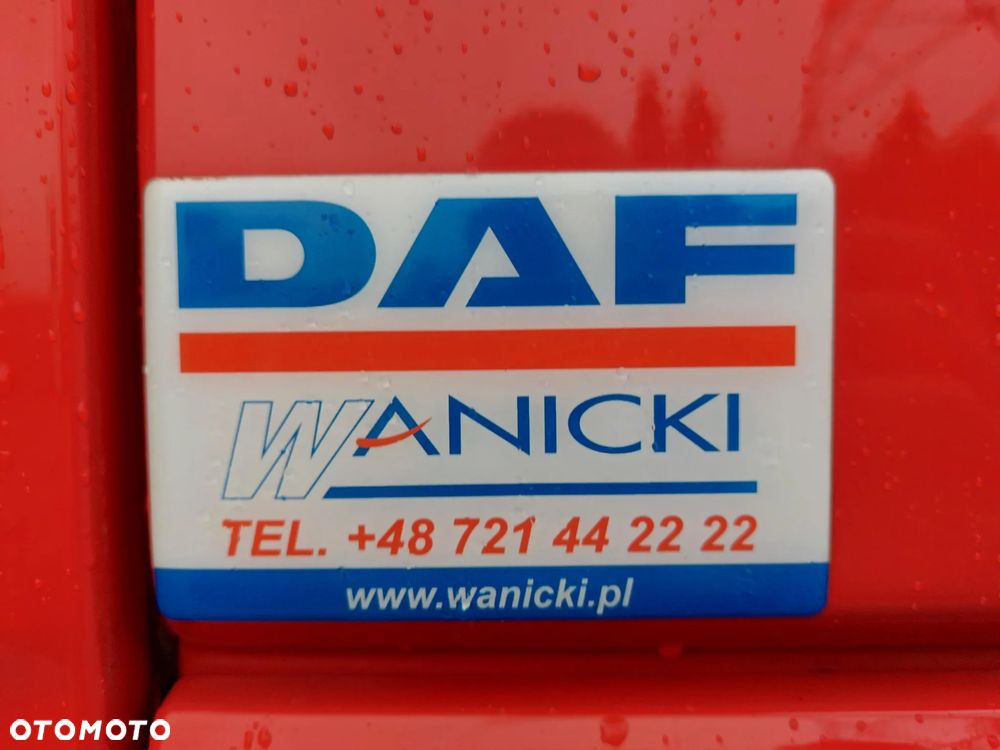 DAF
WANICKI
TEL. +48 721 44 22 22
www.wanicki.pl
OTOMOTO